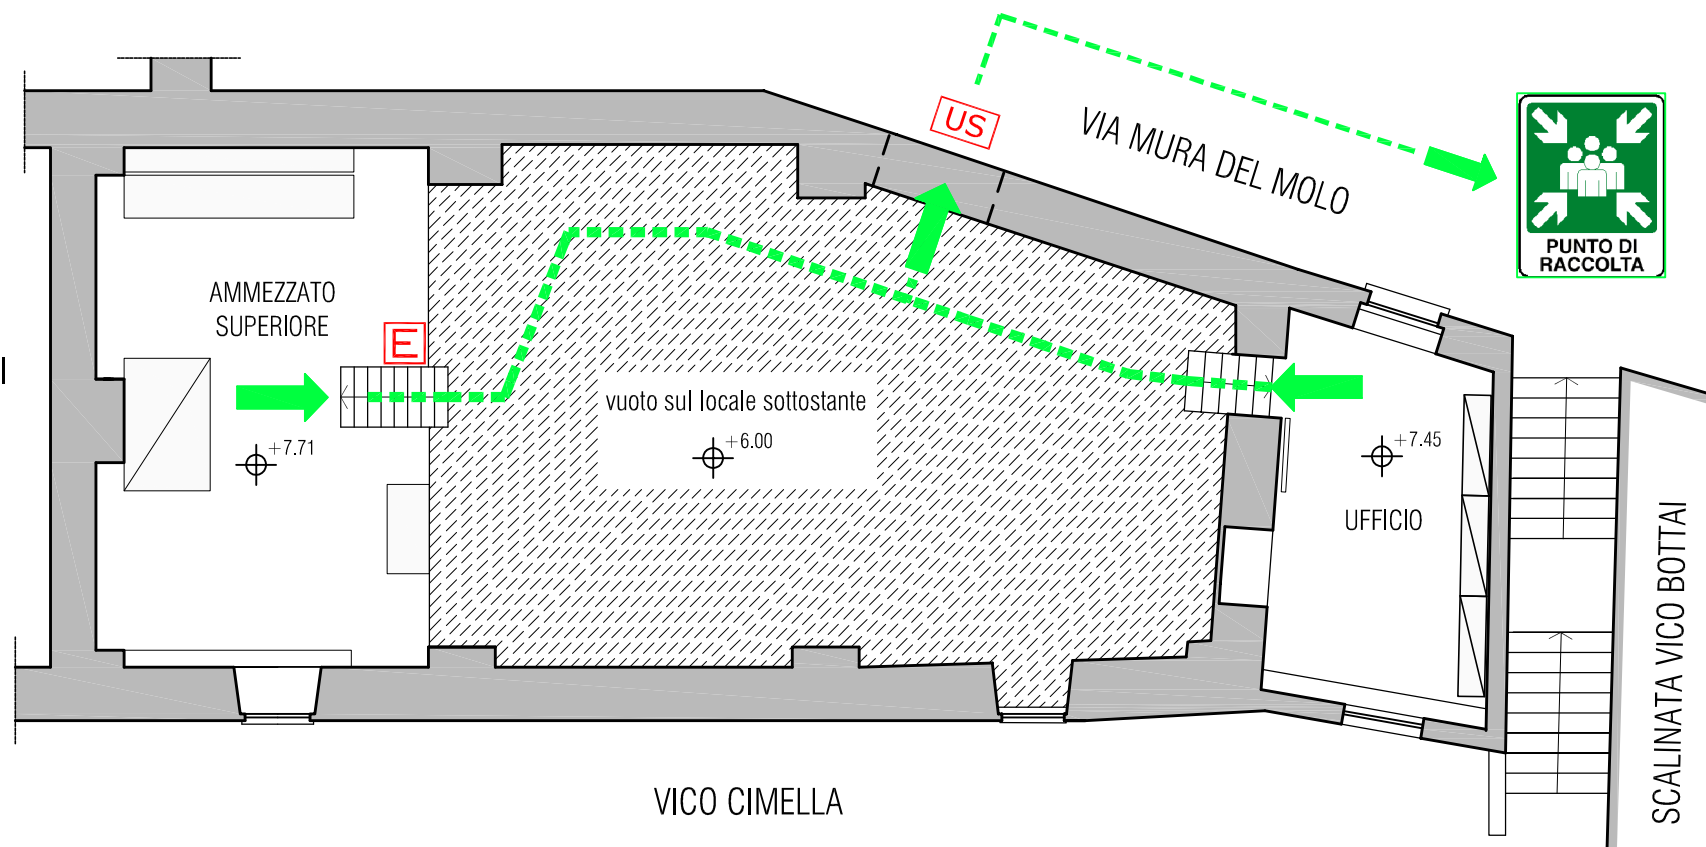 US
VIA MURA DEL MOLO
PUNTO DI
RACCOLTA
AMMEZZATO
SUPERIORE
E
vuoto sul locale sottostante
+6.00
+7.71
+7.45
UFFICIO
VICO CIMELLA
SCALINATA VICO BOTTAI